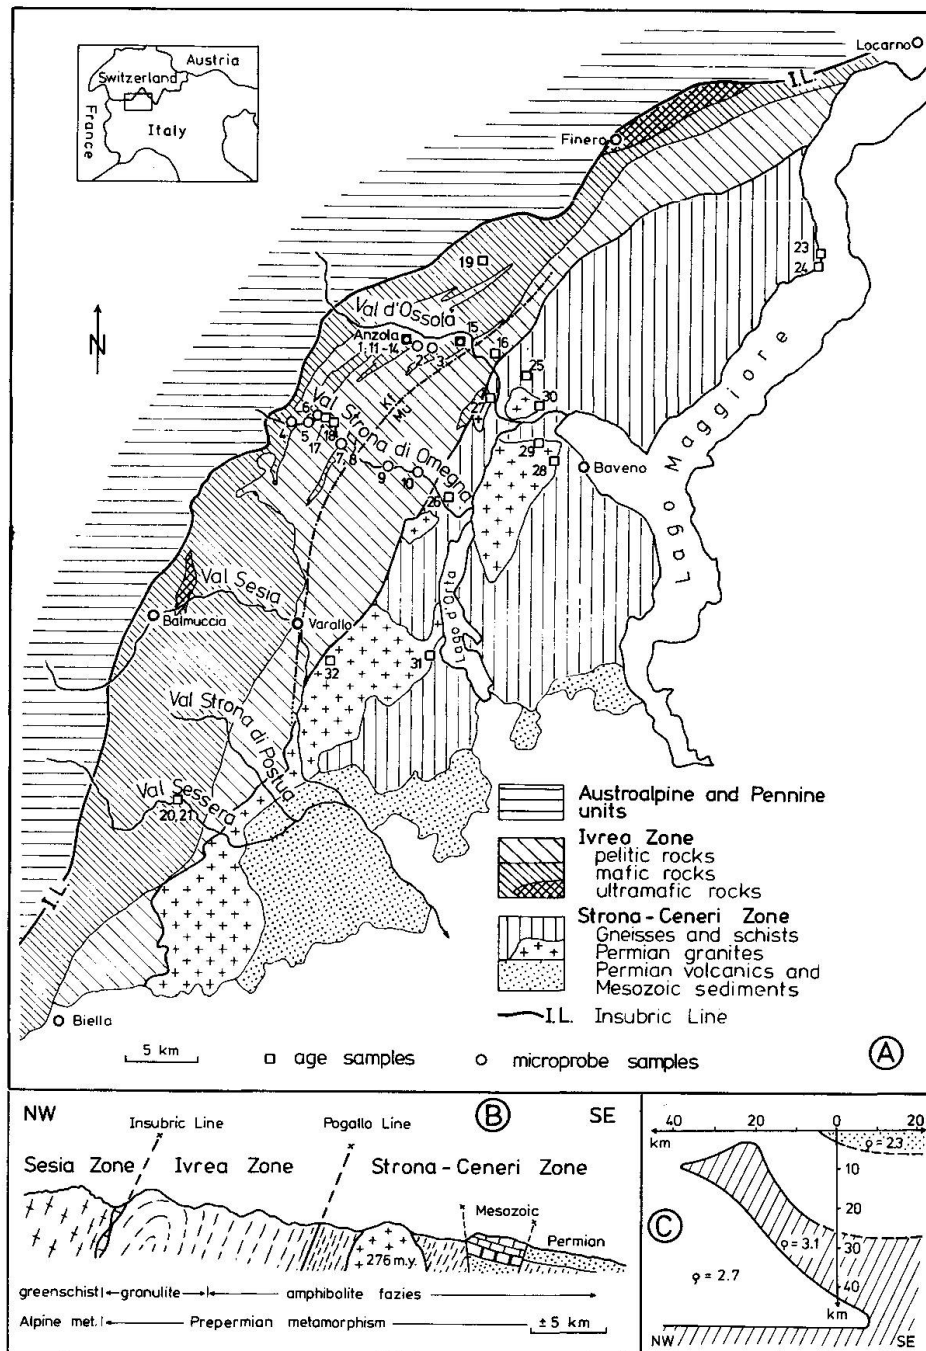 Austria
Switzerland
France
Italy
Locarno
I.L.
Finero
N
19
23
24
Val d'Ossola
Anzola
15
1; 11-14
2
3
16
25
Kf
Mu
27
30
6
Val Strona di Omegna
4
5
18
17
7, 8
29
28
Baveno
9
10
26
Lago Maggiore
Val Sesia
Balmuccia
Varallo
Lago d'Orta
32
31
Val Strona di Postua
Val Sessera
20, 21
I.L.
Biella
Austroalpine and Pennine
units
Ivrea Zone
pelitic rocks
mafic rocks
ultramafic rocks
Strona-Ceneri Zone
Gneisses and schists
Permian granites
Permian volcanics and
Mesozoic sediments
I.L. Insubric Line
5 km
age samples
microprobe samples
A
NW
B
SE
Insubric Line
Pogallo Line
Sesia Zone
Ivrea Zone
Strona-Ceneri Zone
Mesozoic
Permian
276 m.y.
greenschist
granulite
amphibolite fazies
Alpine met.
Prepermian metamorphism
± 5 km
40
20
0
20
km
ϱ = 2.3
10
20
C
ϱ = 3.1
30
ϱ = 2.7
40
km
NW
SE